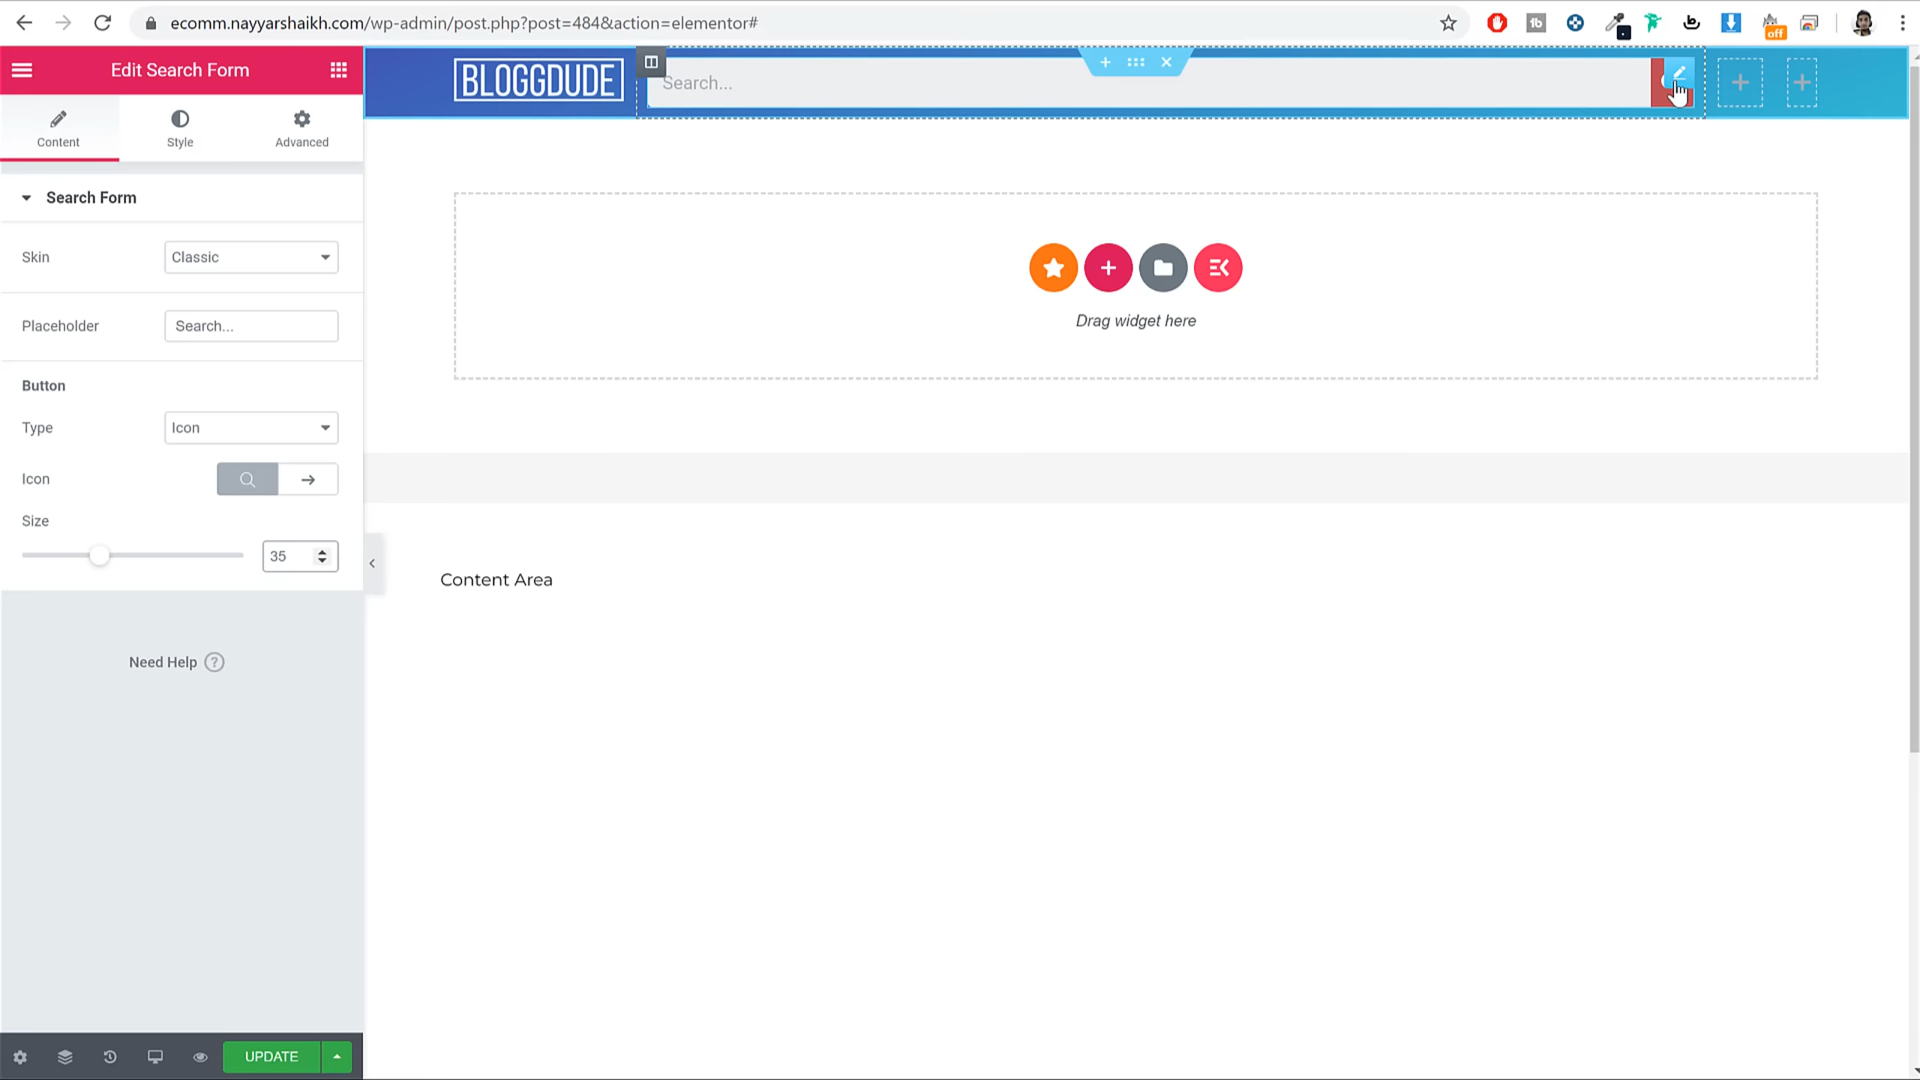 ecomm.nayyarshaikh.com/wp-admin/post.php?post=484&action=elementor#
off
Edit Search Form
Content
Style
Advanced
Search Form
Skin
Classic
Placeholder
Search...
Button
Type
Icon
Icon
Size
35
Need Help
?
UPDATE
BLOGGDUDE
Search...
Drag widget here
Content Area